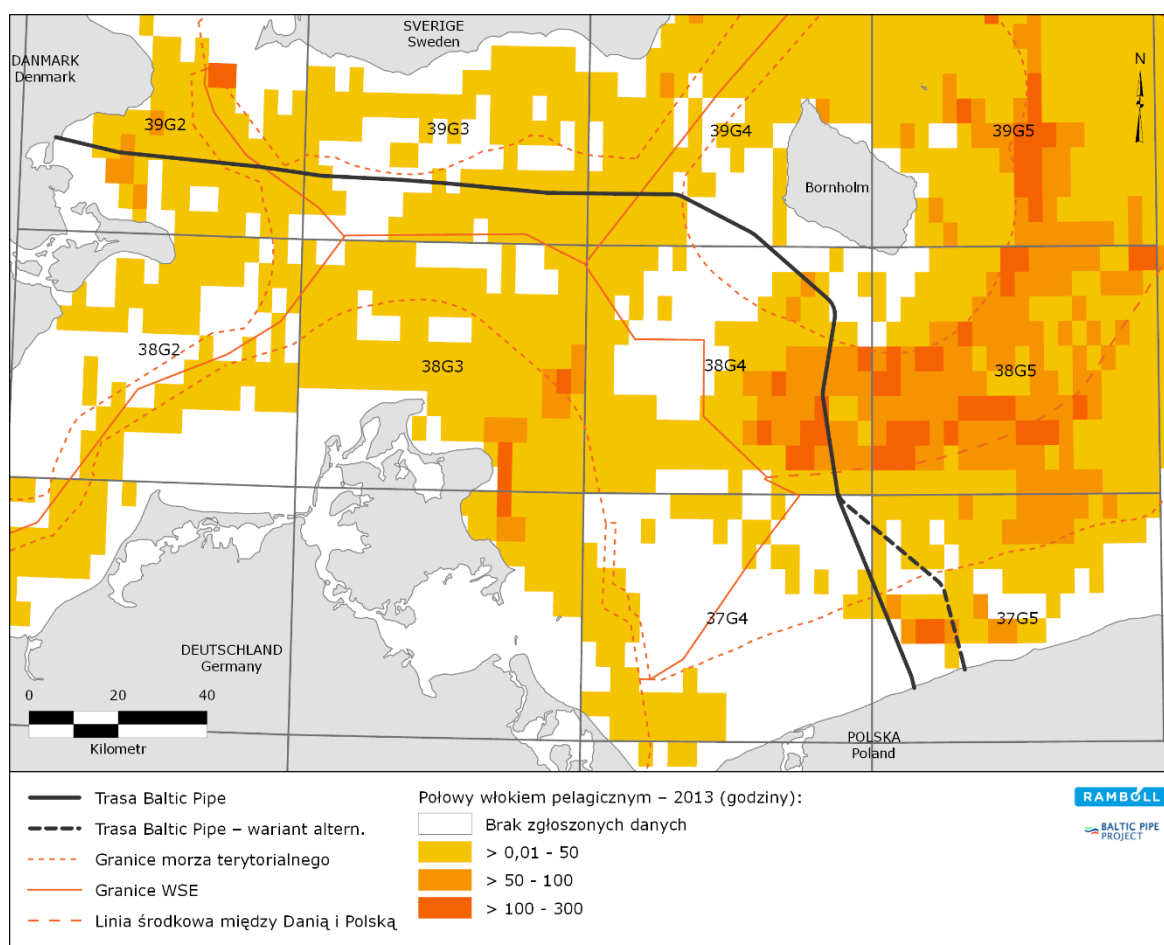 SVERIGE
Sweden
DANMARK
Denmark
N
39G2
39G3
39G4
39G5
Bornholm
38G2
38G3
38G4
38G5
37G4
37G5
DEUTSCHLAND
Germany
0 20 40
Kilometr
POLSKA
Poland
Trasa Baltic Pipe
Trasa Baltic Pipe – wariant altern.
Granice morza terytorialnego
Granice WSE
Linia środkowa między Danią i Polską
Połowy włokiem pelagicznym – 2013 (godziny):
Brak zgłoszonych danych
> 0,01 - 50
> 50 - 100
> 100 - 300
RAMBOLL
BALTIC PIPE
PROJECT